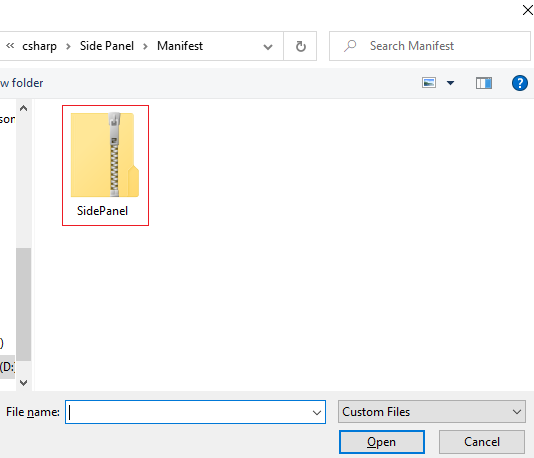 « csharp › Side Panel › Manifest
Search Manifest
w folder
?
son
SidePanel
)
(D:)
File name:
Custom Files
Open
Cancel